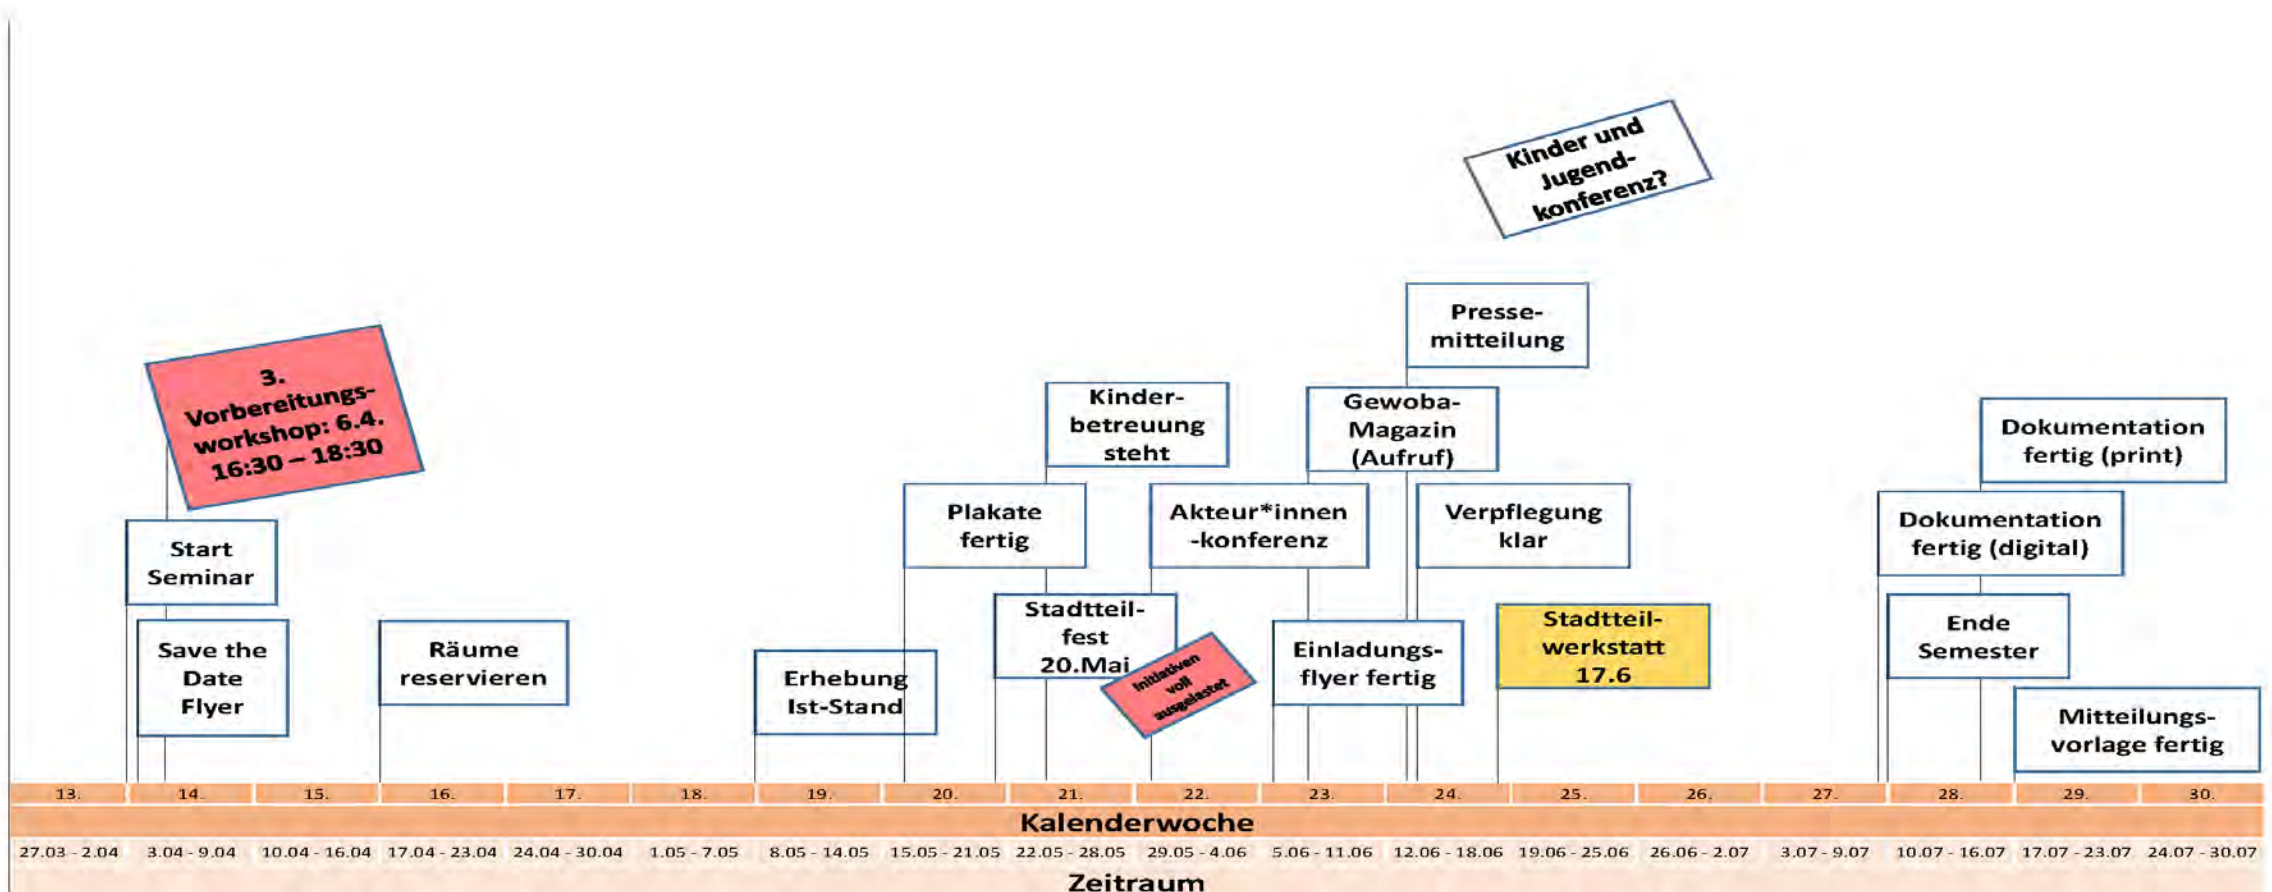 Kinder und
Jugend-
konferenz?
Presse-
mitteilung
3.
Vorbereitungs-
workshop: 6.4.
16:30 – 18:30
Kinder-
betreuung
steht
Gewoba-
Magazin
(Aufruf)
Dokumentation
fertig (print)
Plakate
fertig
Akteur*innen
-konferenz
Verpflegung
klar
Dokumentation
fertig (digital)
Start
Seminar
Stadtteil-
fest
20.Mai
Stadtteil-
werkstatt
17.6
Ende
Semester
Save the
Date
Flyer
Räume
reservieren
Erhebung
Ist-Stand
Initiativen
voll
ausgelastet
Einladungs-
flyer fertig
Mitteilungs-
vorlage fertig
13. 14. 15. 16. 17. 18. 19. 20. 21. 22. 23. 24. 25. 26. 27. 28. 29. 30.
Kalenderwoche
27.03 - 2.04 3.04 - 9.04 10.04 - 16.04 17.04 - 23.04 24.04 - 30.04 1.05 - 7.05 8.05 - 14.05 15.05 - 21.05 22.05 - 28.05 29.05 - 4.06 5.06 - 11.06 12.06 - 18.06 19.06 - 25.06 26.06 - 2.07 3.07 - 9.07 10.07 - 16.07 17.07 - 23.07 24.07 - 30.07
Zeitraum